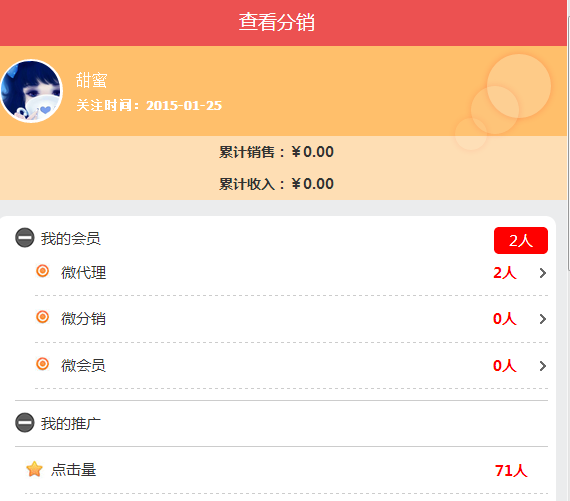 查看分销
甜蜜
关注时间：2015-01-25
累计销售：￥0.00
累计收入：￥0.00
我的会员 2人
微代理 2人
微分销 0人
微会员 0人
我的推广
点击量 71人